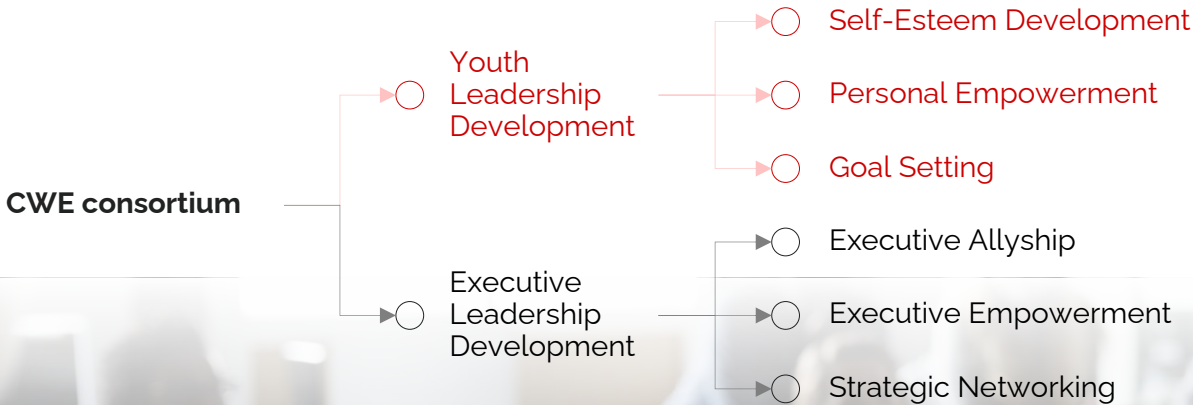 CWE consortium
Youth
Leadership
Development
Self-Esteem Development
Personal Empowerment
Goal Setting
Executive
Leadership
Development
Executive Allyship
Executive Empowerment
Strategic Networking